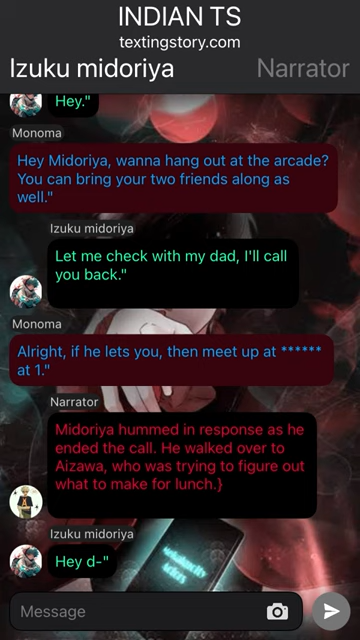 INDIAN TS
textingstory.com
Izuku midoriya
Narrator
Hey."
Monoma
Hey Midoriya, wanna hang out at the arcade?
You can bring your two friends along as
well."
Izuku midoriya
Let me check with my dad, I'll call
you back."
Monoma
Alright, if he lets you, then meet up at ******
at 1."
Narrator
Midoriya hummed in response as he
ended the call. He walked over to
Aizawa, who was trying to figure out
what to make for lunch.}
Izuku midoriya
Hey d-"
Message